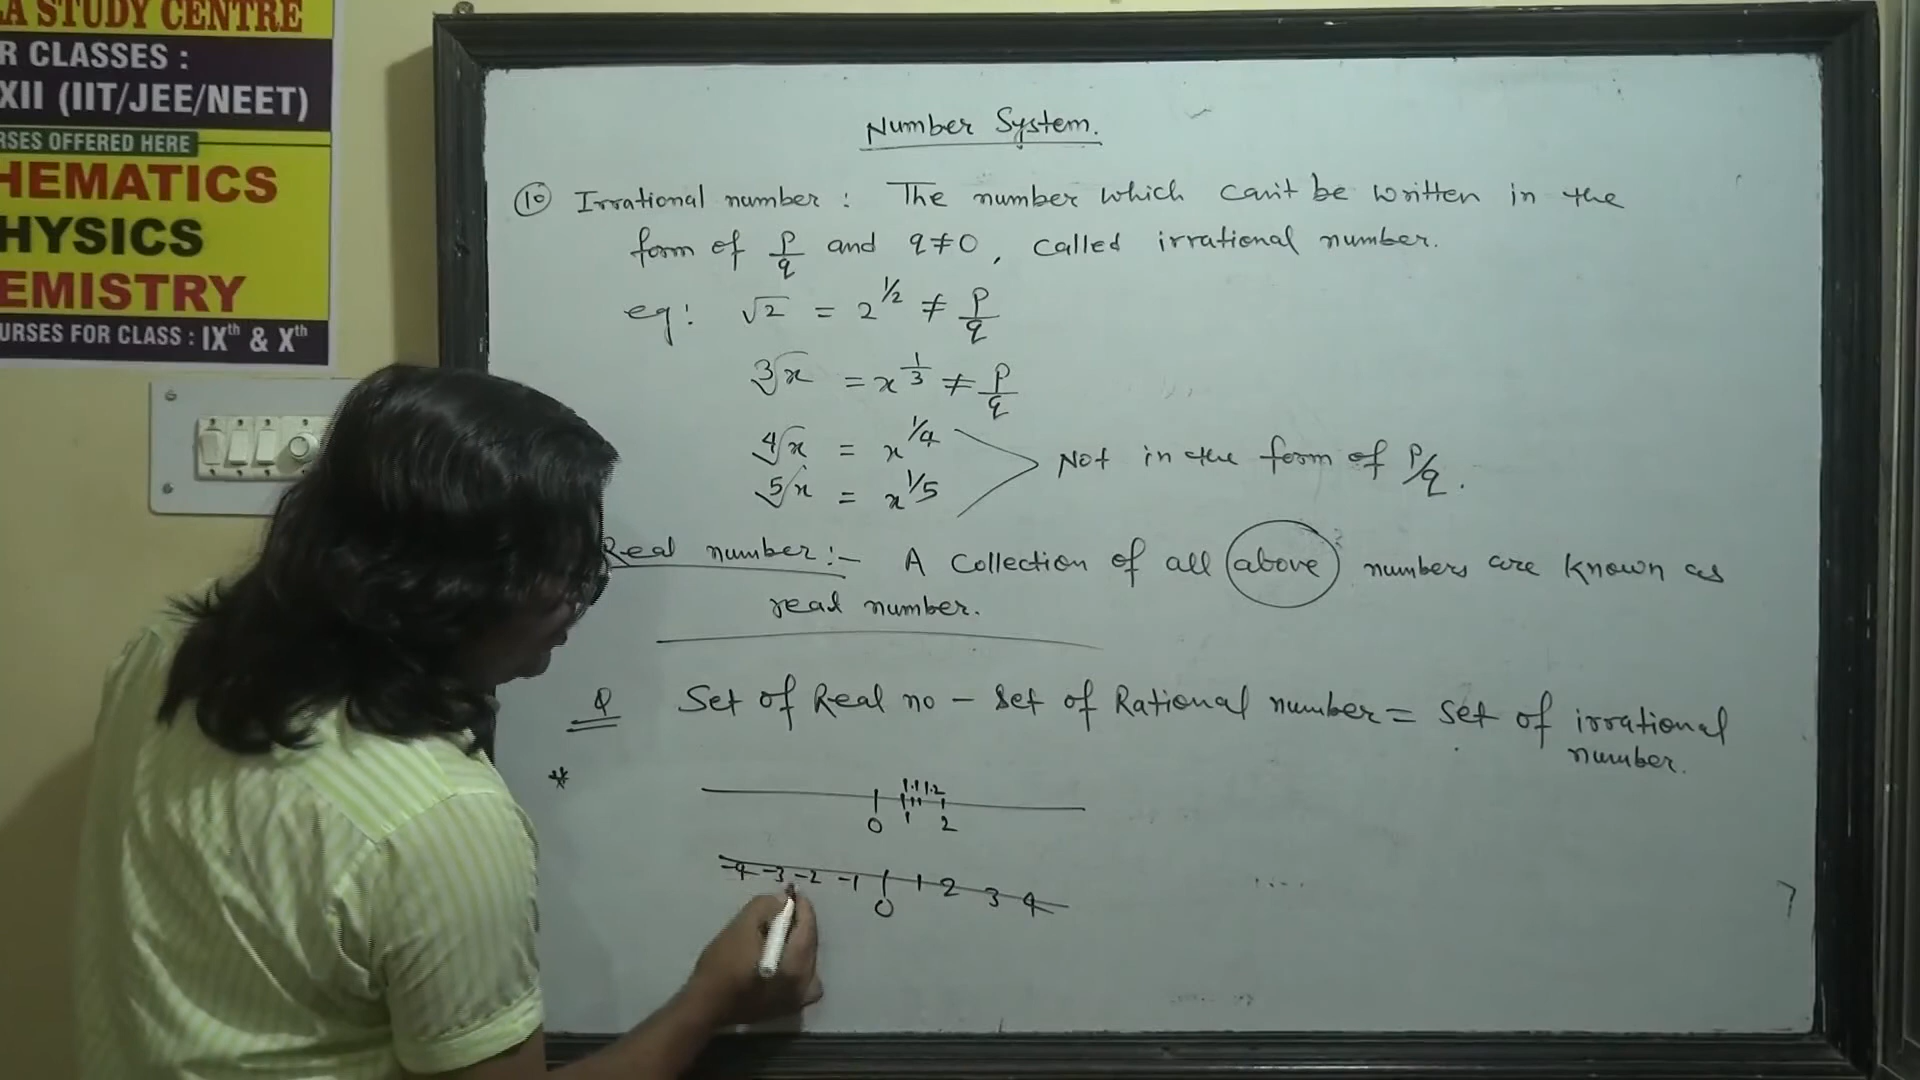 A STUDY CENTRE
R CLASSES :
XII (IIT/JEE/NEET)
RSES OFFERED HERE
HEMATICS
HYSICS
EMISTRY
URSES FOR CLASS : IXth & Xth
Number System.
(10) Irrational number : The number which can't be written in the
form of p/q and q≠0, called irrational number.
eg: √2 = 2^1/2 ≠ p/q
∛x = x^1/3 ≠ p/q
∜x = x^1/4
⁵√x = x^1/5
Not in the form of P/q.
Real number:- A collection of all above numbers are known as
real number.
Q Set of Real no - set of Rational number = set of irrational
number.
*
1.1 1.2
0 1 2
-4 -3 -2 -1 0 1 2 3 4